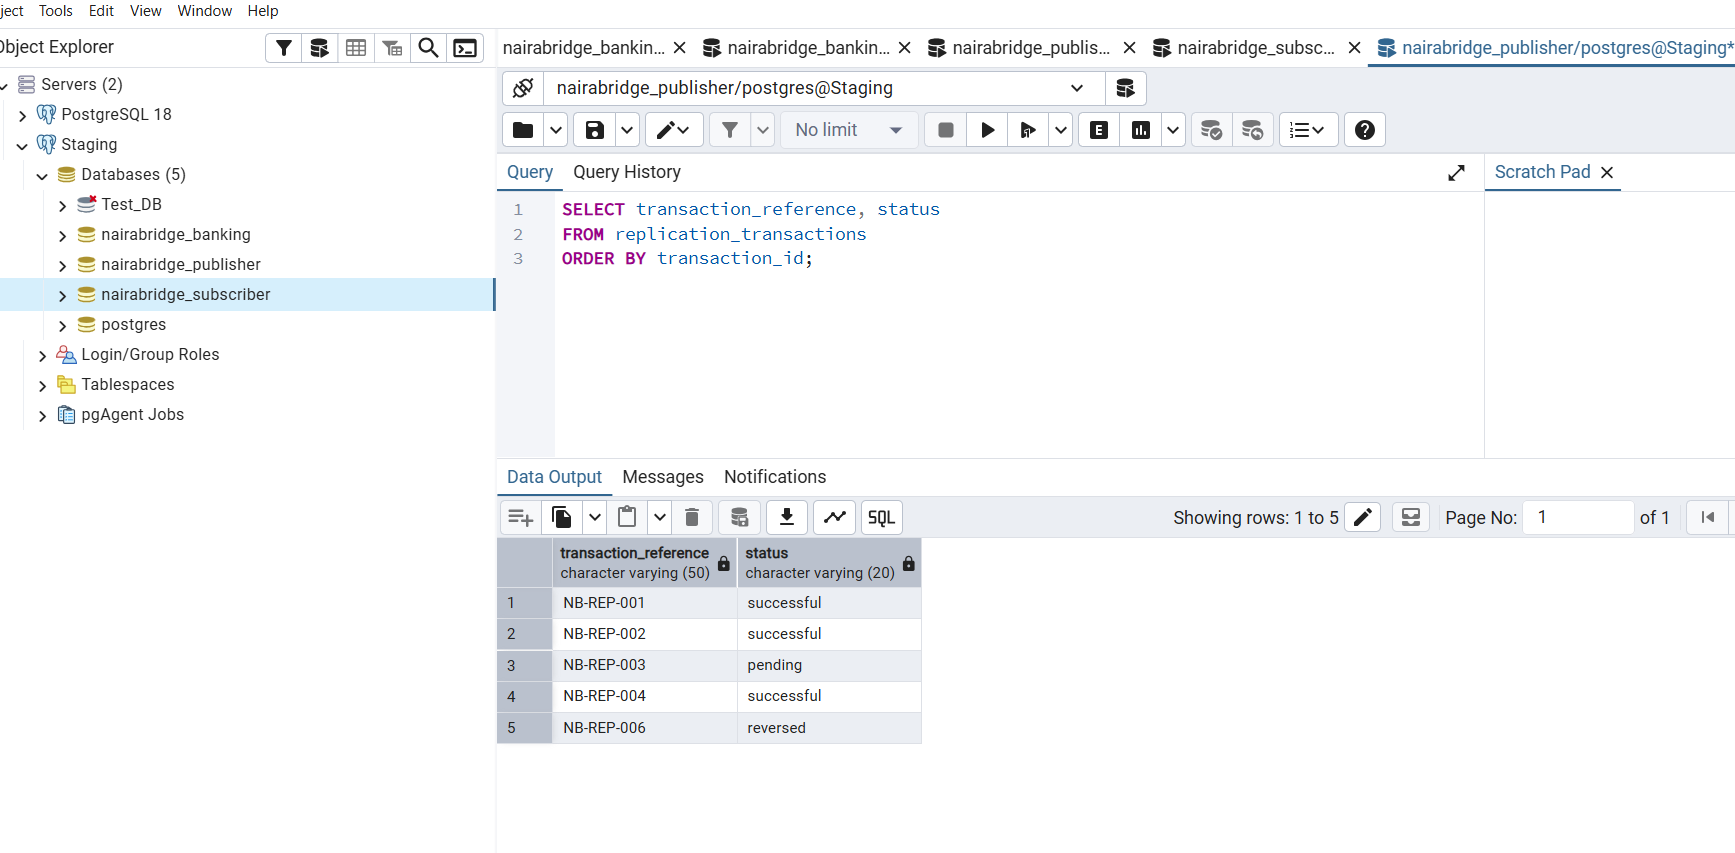 ject Tools Edit View Window Help
Object Explorer
nairabridge_bankin...
nairabridge_bankin...
nairabridge_publis...
nairabridge_subsc...
nairabridge_publisher/postgres@Staging*
Servers (2)
PostgreSQL 18
Staging
Databases (5)
Test_DB
nairabridge_banking
nairabridge_publisher
nairabridge_subscriber
postgres
Login/Group Roles
Tablespaces
pgAgent Jobs
nairabridge_publisher/postgres@Staging
No limit
E
Query Query History
Scratch Pad
1 SELECT transaction_reference, status
2 FROM replication_transactions
3 ORDER BY transaction_id;
Data Output Messages Notifications
SQL
Showing rows: 1 to 5
Page No: 1 of 1
transaction_reference status
character varying (50) character varying (20)
1 NB-REP-001 successful
2 NB-REP-002 successful
3 NB-REP-003 pending
4 NB-REP-004 successful
5 NB-REP-006 reversed